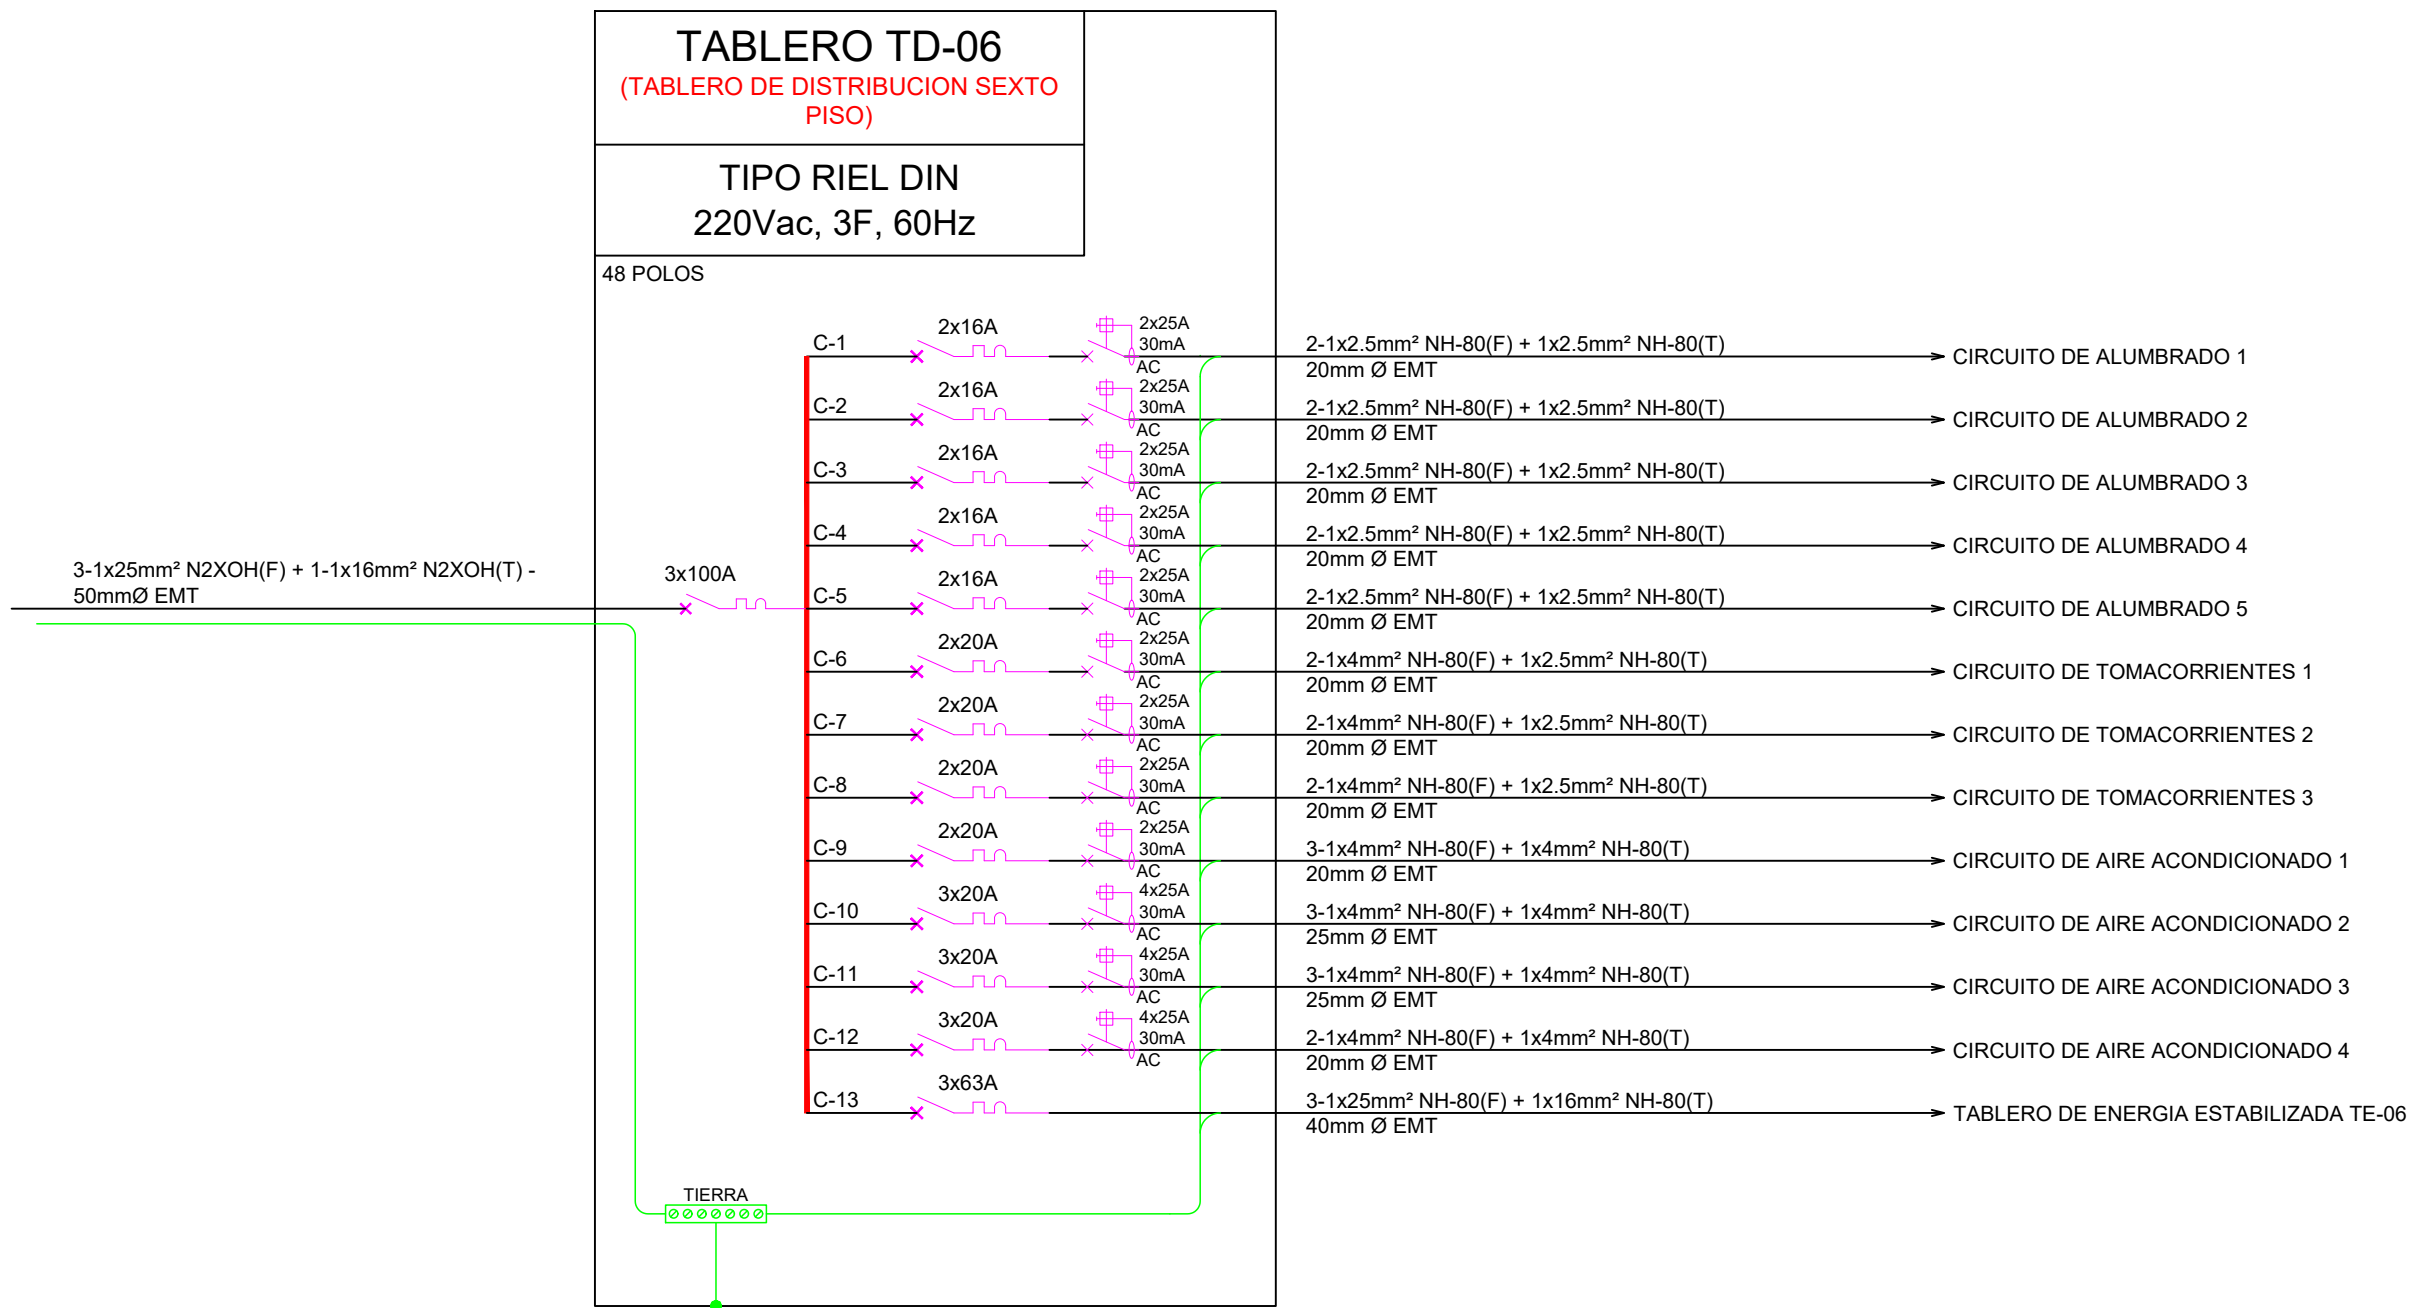 TABLERO TD-06
(TABLERO DE DISTRIBUCION SEXTO
PISO)
TIPO RIEL DIN
220Vac, 3F, 60Hz
48 POLOS
3-1x25mm² N2XOH(F) + 1-1x16mm² N2XOH(T) -
50mmØ EMT
3x100A
C-1
2x16A
2x25A
30mA
AC
2-1x2.5mm² NH-80(F) + 1x2.5mm² NH-80(T)
20mm Ø EMT
CIRCUITO DE ALUMBRADO 1
C-2
2x16A
2x25A
30mA
AC
2-1x2.5mm² NH-80(F) + 1x2.5mm² NH-80(T)
20mm Ø EMT
CIRCUITO DE ALUMBRADO 2
C-3
2x16A
2x25A
30mA
AC
2-1x2.5mm² NH-80(F) + 1x2.5mm² NH-80(T)
20mm Ø EMT
CIRCUITO DE ALUMBRADO 3
C-4
2x16A
2x25A
30mA
AC
2-1x2.5mm² NH-80(F) + 1x2.5mm² NH-80(T)
20mm Ø EMT
CIRCUITO DE ALUMBRADO 4
C-5
2x16A
2x25A
30mA
AC
2-1x2.5mm² NH-80(F) + 1x2.5mm² NH-80(T)
20mm Ø EMT
CIRCUITO DE ALUMBRADO 5
C-6
2x20A
2x25A
30mA
AC
2-1x4mm² NH-80(F) + 1x2.5mm² NH-80(T)
20mm Ø EMT
CIRCUITO DE TOMACORRIENTES 1
C-7
2x20A
2x25A
30mA
AC
2-1x4mm² NH-80(F) + 1x2.5mm² NH-80(T)
20mm Ø EMT
CIRCUITO DE TOMACORRIENTES 2
C-8
2x20A
2x25A
30mA
AC
2-1x4mm² NH-80(F) + 1x2.5mm² NH-80(T)
20mm Ø EMT
CIRCUITO DE TOMACORRIENTES 3
C-9
2x20A
2x25A
30mA
AC
3-1x4mm² NH-80(F) + 1x4mm² NH-80(T)
20mm Ø EMT
CIRCUITO DE AIRE ACONDICIONADO 1
C-10
3x20A
4x25A
30mA
AC
3-1x4mm² NH-80(F) + 1x4mm² NH-80(T)
25mm Ø EMT
CIRCUITO DE AIRE ACONDICIONADO 2
C-11
3x20A
4x25A
30mA
AC
3-1x4mm² NH-80(F) + 1x4mm² NH-80(T)
25mm Ø EMT
CIRCUITO DE AIRE ACONDICIONADO 3
C-12
3x20A
4x25A
30mA
AC
2-1x4mm² NH-80(F) + 1x4mm² NH-80(T)
20mm Ø EMT
CIRCUITO DE AIRE ACONDICIONADO 4
C-13
3x63A
3-1x25mm² NH-80(F) + 1x16mm² NH-80(T)
40mm Ø EMT
TABLERO DE ENERGIA ESTABILIZADA TE-06
TIERRA